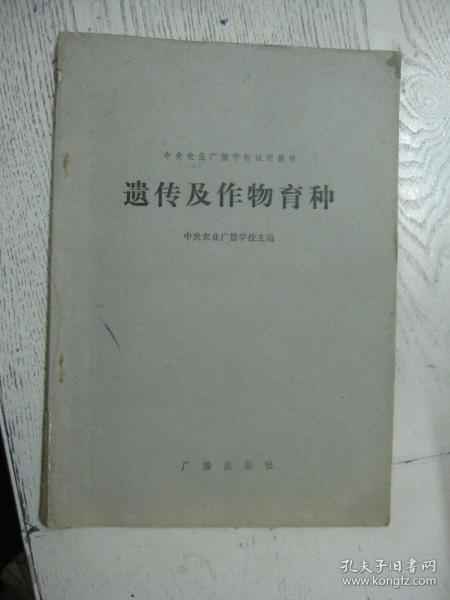 中央农业广播学校试用教材
遗传及作物育种
中央农业广播学校主编
广播出版社
孔夫子旧书网
www.kongfz.com